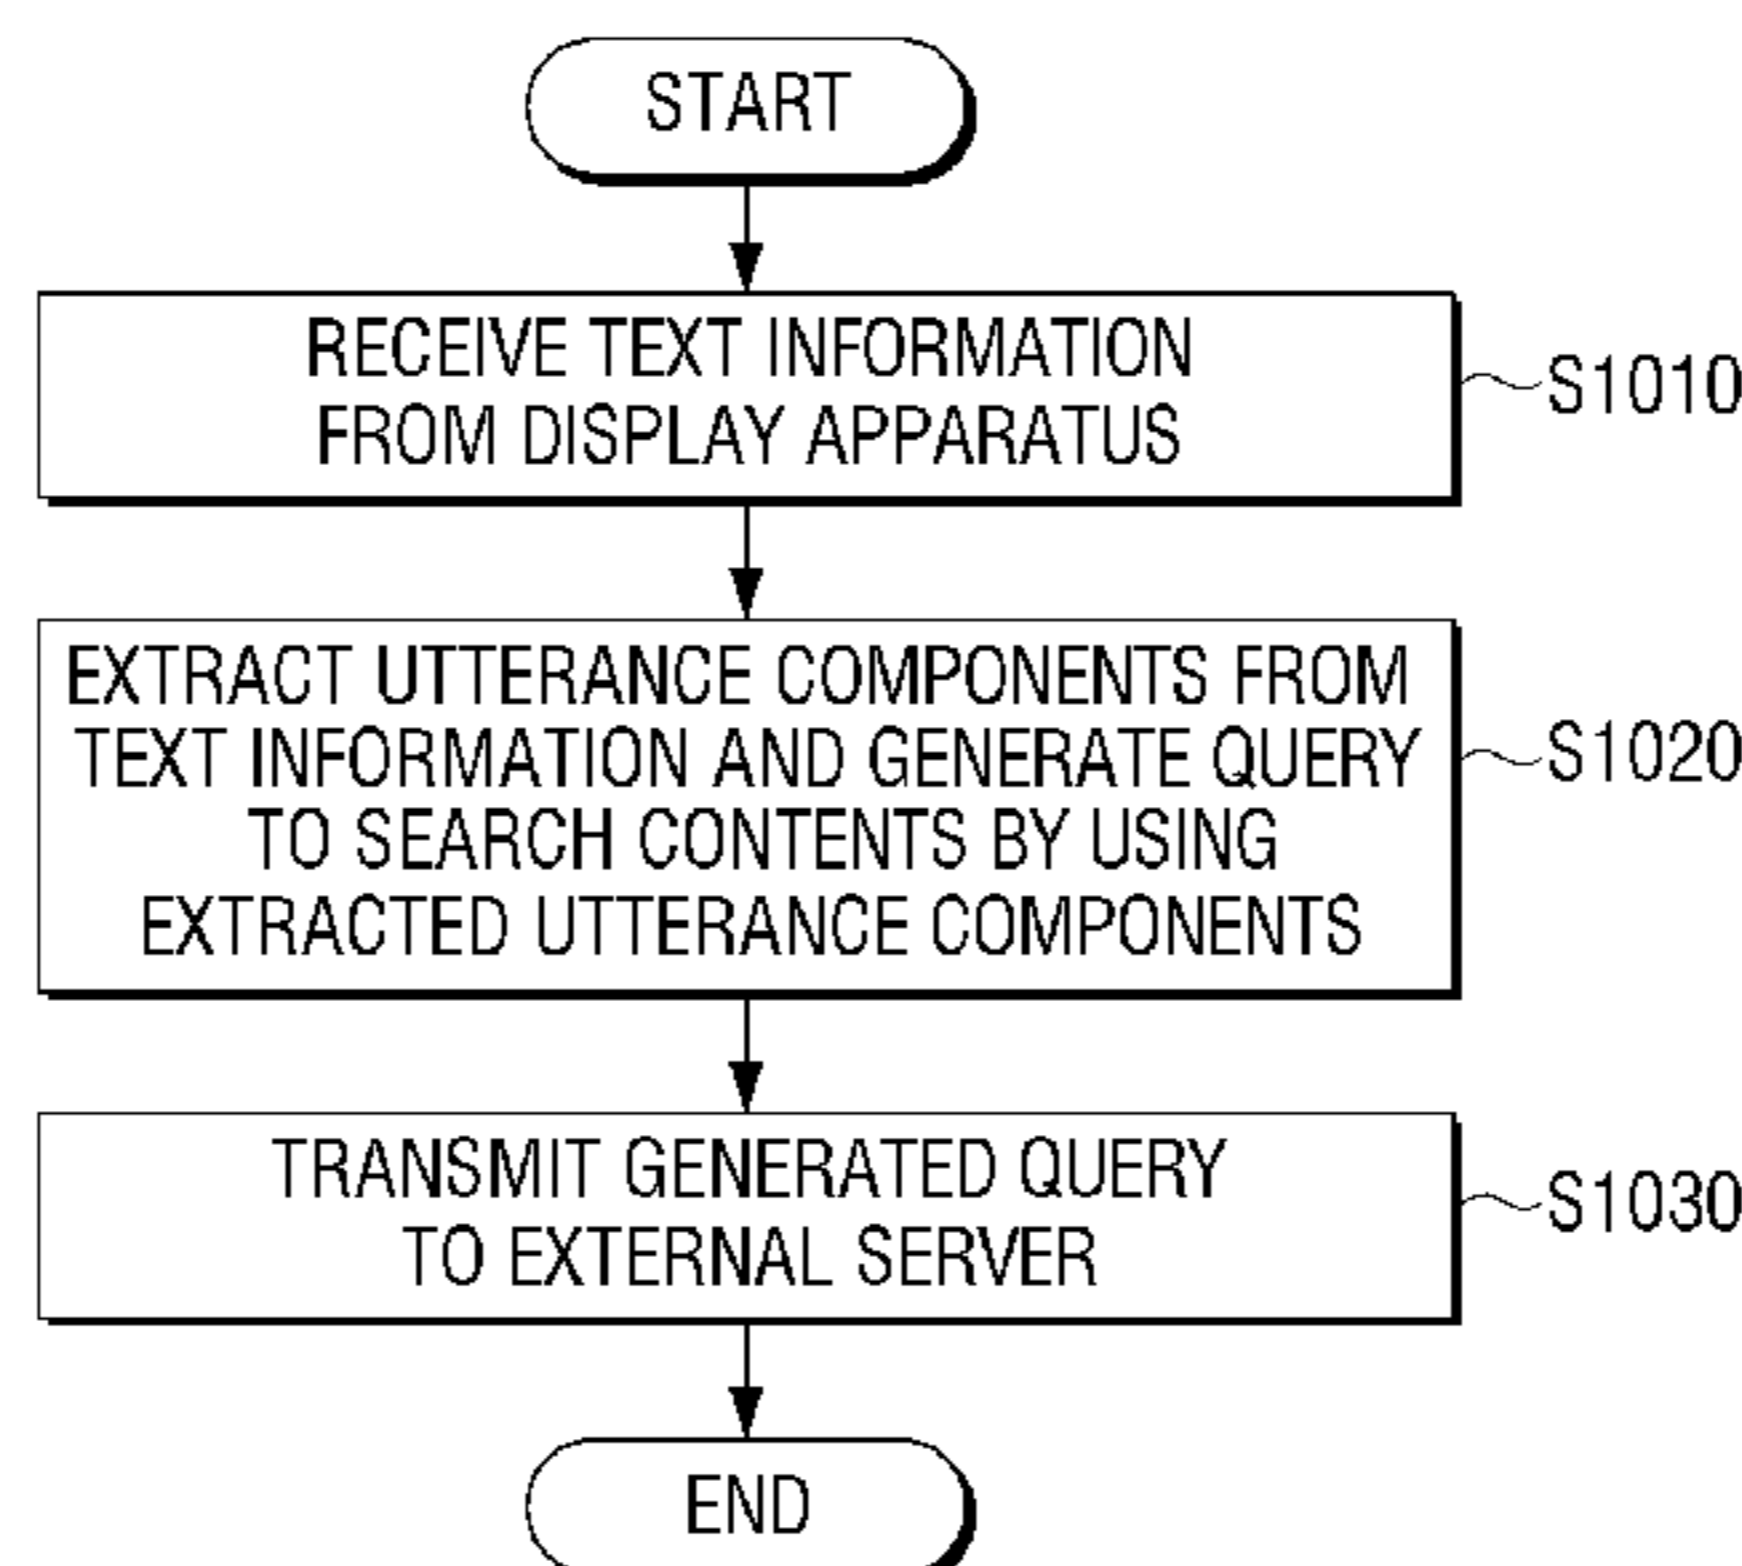 START
RECEIVE TEXT INFORMATION
FROM DISPLAY APPARATUS
S1010
EXTRACT UTTERANCE COMPONENTS FROM
TEXT INFORMATION AND GENERATE QUERY
TO SEARCH CONTENTS BY USING
EXTRACTED UTTERANCE COMPONENTS
S1020
TRANSMIT GENERATED QUERY
TO EXTERNAL SERVER
S1030
END